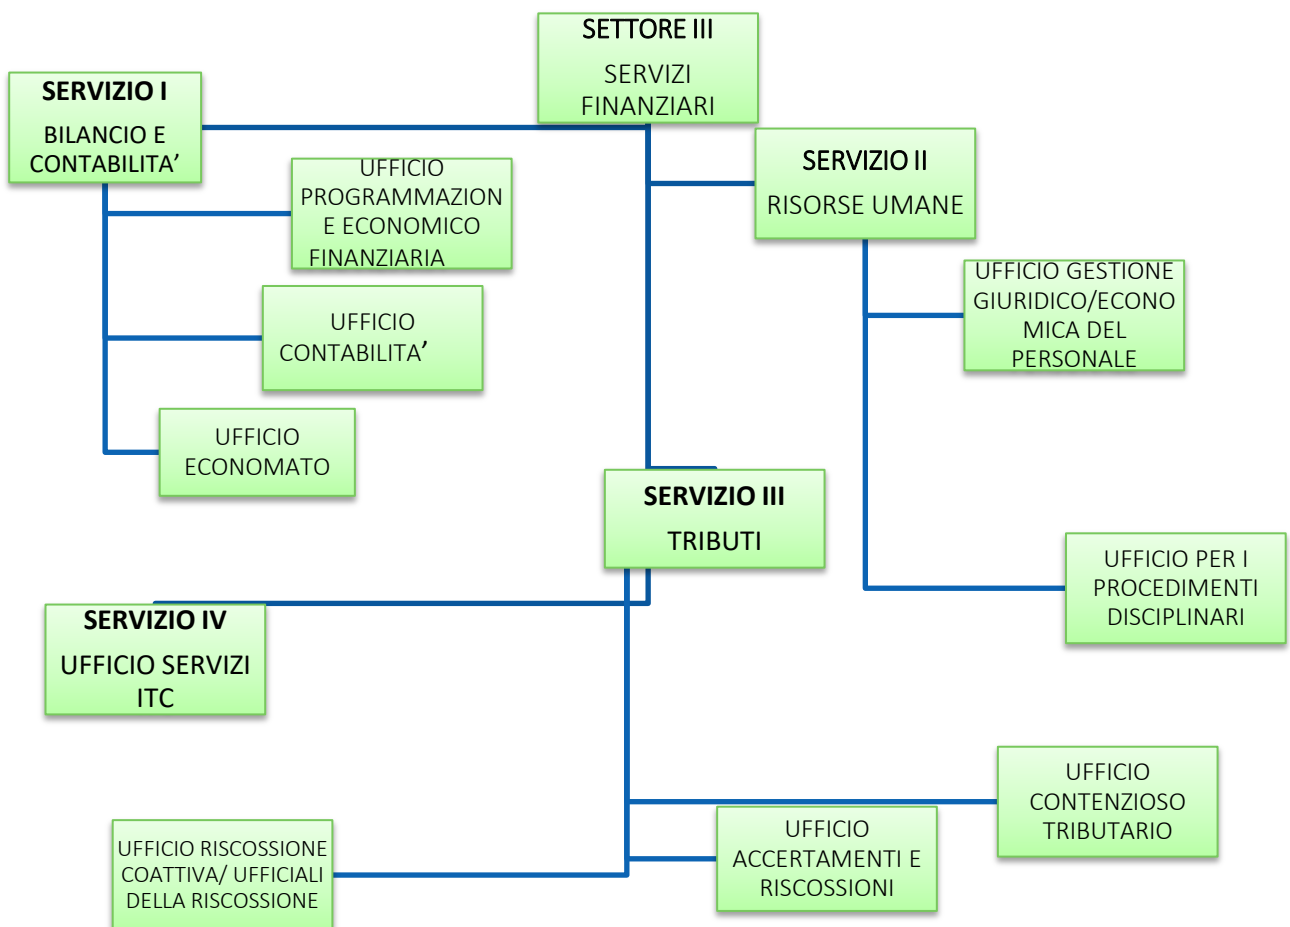 SETTORE III
SERVIZI
FINANZIARI
SERVIZIO I
BILANCIO E
CONTABILITA’
SERVIZIO II
RISORSE UMANE
UFFICIO
PROGRAMMAZION
E ECONOMICO
FINANZIARIA
UFFICIO GESTIONE
GIURIDICO/ECONO
MICA DEL
PERSONALE
UFFICIO
CONTABILITA’
UFFICIO
ECONOMATO
SERVIZIO III
TRIBUTI
UFFICIO PER I
PROCEDIMENTI
DISCIPLINARI
SERVIZIO IV
UFFICIO SERVIZI
ITC
UFFICIO
CONTENZIOSO
TRIBUTARIO
UFFICIO
ACCERTAMENTI E
RISCOSSIONI
UFFICIO RISCOSSIONE
COATTIVA/ UFFICIALI
DELLA RISCOSSIONE